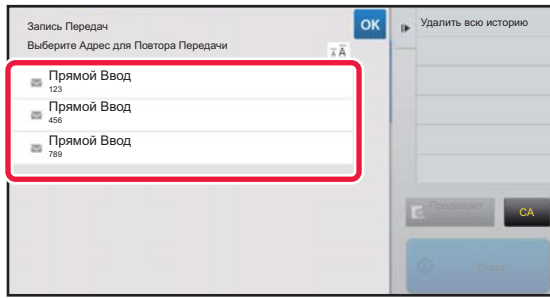 Запись Передач
OK
Удалить всю историю
Выберите Адрес для Повтора Передачи
A A
Прямой Ввод
123
Прямой Ввод
456
Прямой Ввод
789
Предварит.
CA
Старт